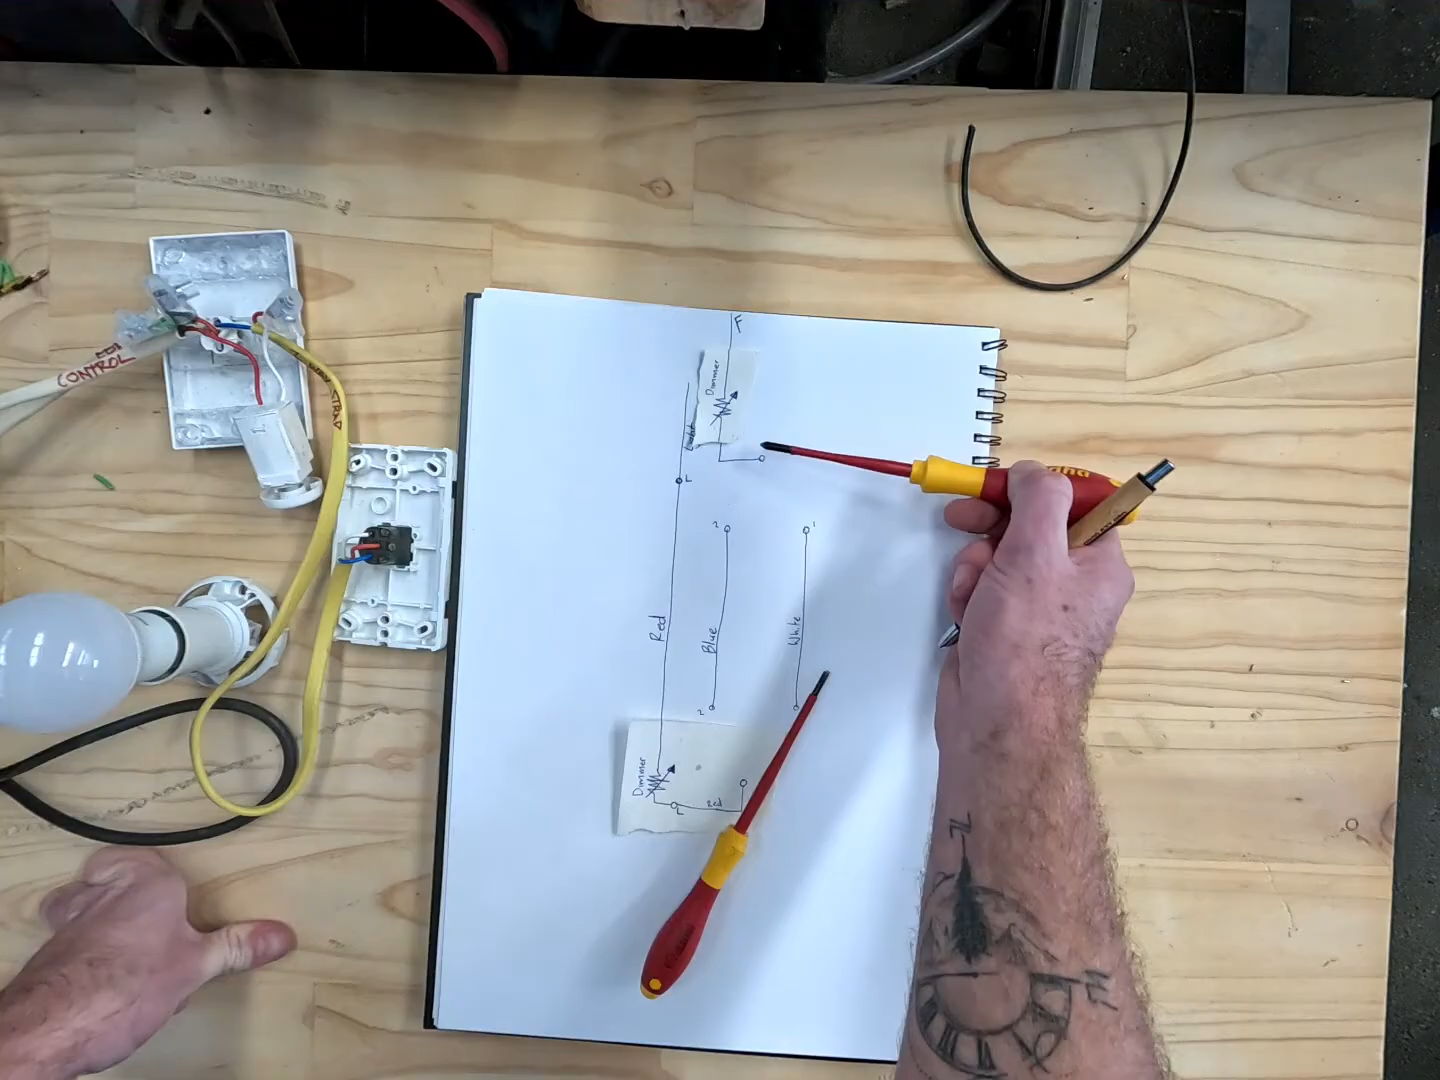 F
Dimmer
L
2
1
Red
Blue
White
2
Dimmer
L
Red
CONTROL